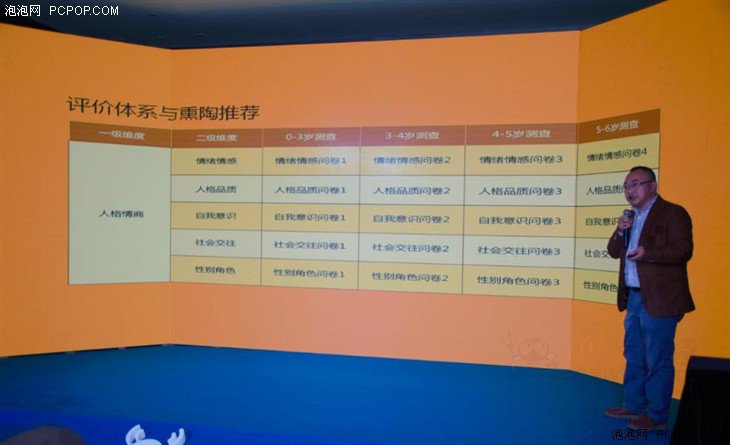 泡泡网 PCPOP.COM
评价体系与熏陶推荐
一级维度 二级维度 0-3岁测查 3-4岁测查 4-5岁测查 5-6岁测查
人格情商
情绪情感 情绪情感问卷1 情绪情感问卷2 情绪情感问卷3 情绪情感问卷4
人格品质 人格品质问卷1 人格品质问卷2 人格品质问卷3 人格品质问
自我意识 自我意识问卷1 自我意识问卷2 自我意识问卷3 自我意识
社会交往 社会交往问卷1 社会交往问卷2 社会交往问卷3 社会交
性别角色 性别角色问卷1 性别角色问卷2 性别角色问卷3 性别角色
泡泡网 PC